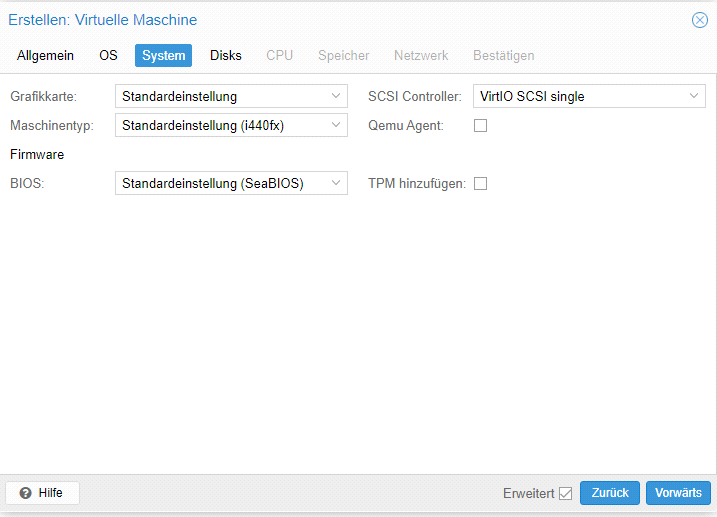 Erstellen: Virtuelle Maschine
Allgemein OS System Disks CPU Speicher Netzwerk Bestätigen
Grafikkarte: Standardeinstellung SCSI Controller: VirtIO SCSI single
Maschinentyp: Standardeinstellung (i440fx) Qemu Agent:
Firmware
BIOS: Standardeinstellung (SeaBIOS) TPM hinzufügen:
Hilfe Erweitert Zurück Vorwärts